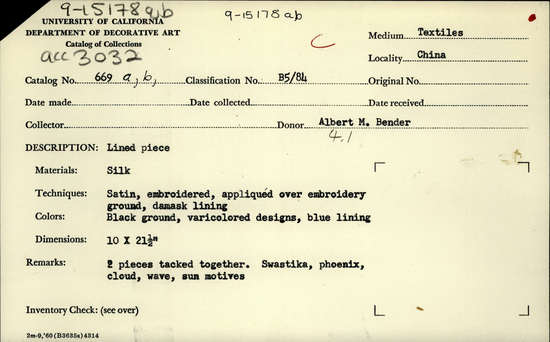 9-15178 a,b
9-15178 ab
UNIVERSITY OF CALIFORNIA
DEPARTMENT OF DECORATIVE ART
Catalog of Collections
acc 3032
C
Medium Textiles
Locality China
Catalog No. 669 a, b, Classification No. B5/84 Original No.
Date made Date collected Date received
Collector Donor Albert M. Bender
4.1
DESCRIPTION: Lined piece
Materials: Silk
Techniques: Satin, embroidered, appliquéd over embroidery
ground, damask lining
Colors: Black ground, varicolored designs, blue lining
Dimensions: 10 X 21½"
Remarks: 2 pieces tacked together. Swastika, phoenix,
cloud, wave, sun motives
Inventory Check: (see over)
2m-9,'60 (B3635s) 4314